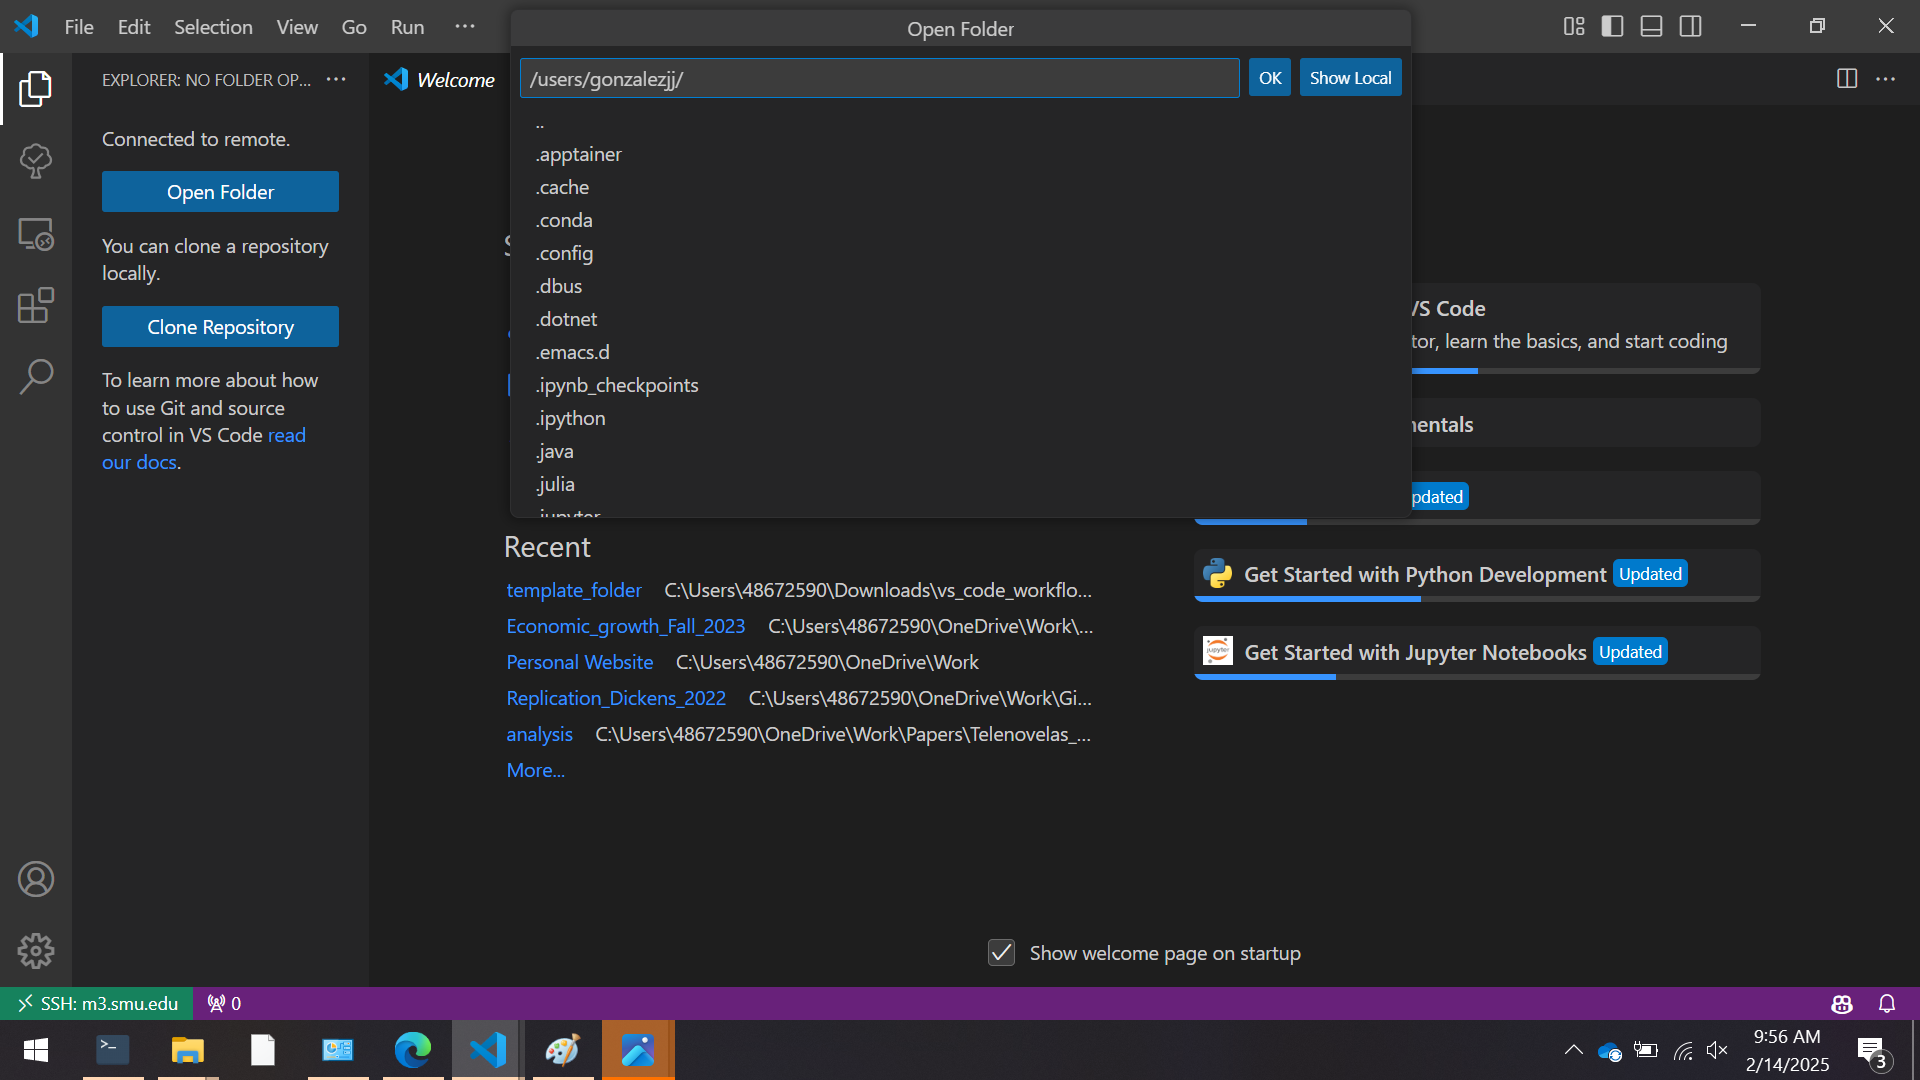 File Edit Selection View Go Run ···
Open Folder
EXPLORER: NO FOLDER OP... ···
Welcome
/users/gonzalezjj/
OK
Show Local
..
.apptainer
.cache
.conda
.config
.dbus
.dotnet
.emacs.d
.ipynb_checkpoints
.ipython
.java
.julia
.jupyter
Connected to remote.
Open Folder
You can clone a repository
locally.
Clone Repository
To learn more about how
to use Git and source
control in VS Code read
our docs.
VS Code
tor, learn the basics, and start coding
nentals
pdated
Recent
template_folder C:\Users\48672590\Downloads\vs_code_workflo...
Economic_growth_Fall_2023 C:\Users\48672590\OneDrive\Work\...
Personal Website C:\Users\48672590\OneDrive\Work
Replication_Dickens_2022 C:\Users\48672590\OneDrive\Work\Gi...
analysis C:\Users\48672590\OneDrive\Work\Papers\Telenovelas_...
More...
Get Started with Python Development Updated
jupyter Get Started with Jupyter Notebooks Updated
Show welcome page on startup
SSH: m3.smu.edu 0
9:56 AM
2/14/2025
3